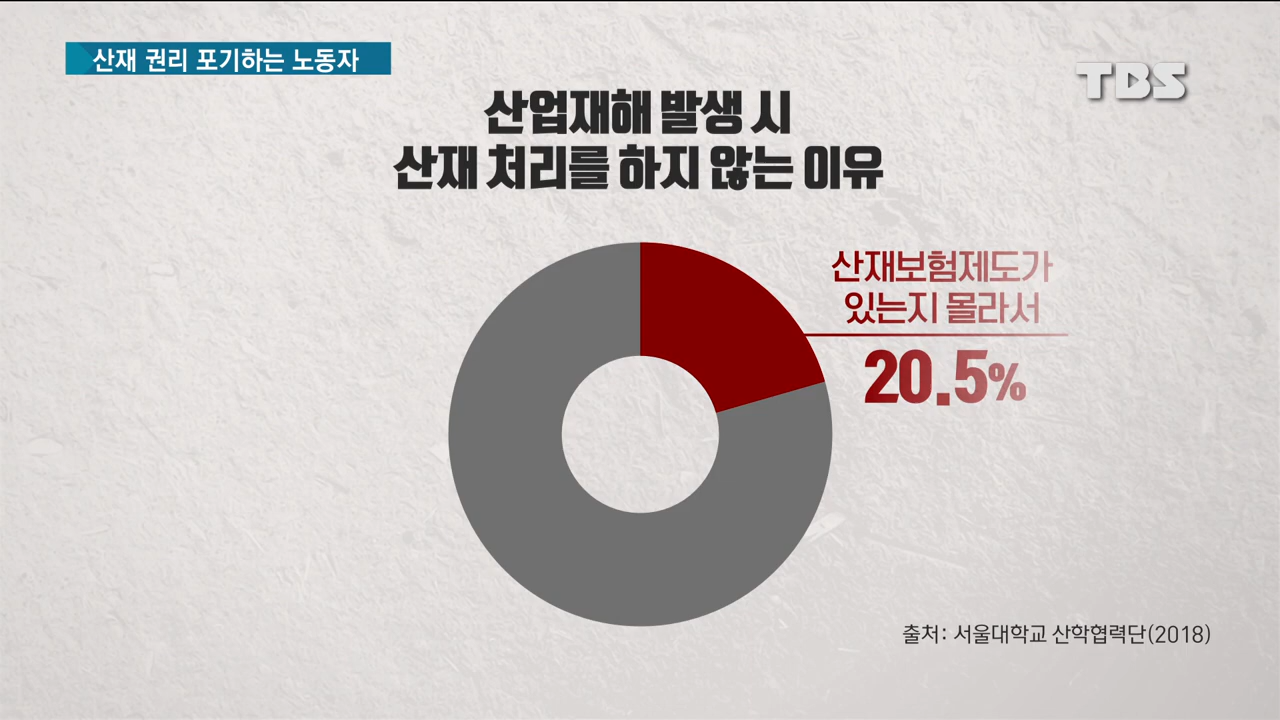 산재 권리 포기하는 노동자
TBS
산업재해 발생 시
산재 처리를 하지 않는 이유
산재보험제도가
있는지 몰라서
20.5%
출처: 서울대학교 산학협력단(2018)